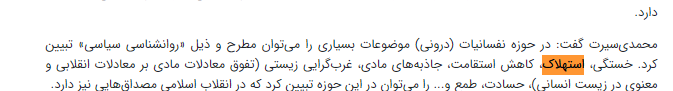 دارد.
محمدی‌سیرت گفت: در حوزه نفسانیات (درونی) موضوعات بسیاری را می‌توان مطرح و ذیل «روانشناسی سیاسی» تبیین
کرد. خستگی، استهلاک، کاهش استقامت، جاذبه‌های مادی، غرب‌گرایی زیستی (تفوق معادلات مادی بر معادلات انقلابی و
معنوی در زیست انسانی)، حسادت، طمع و... را می‌توان در این حوزه تبیین کرد که در انقلاب اسلامی مصداق‌هایی نیز دارد.